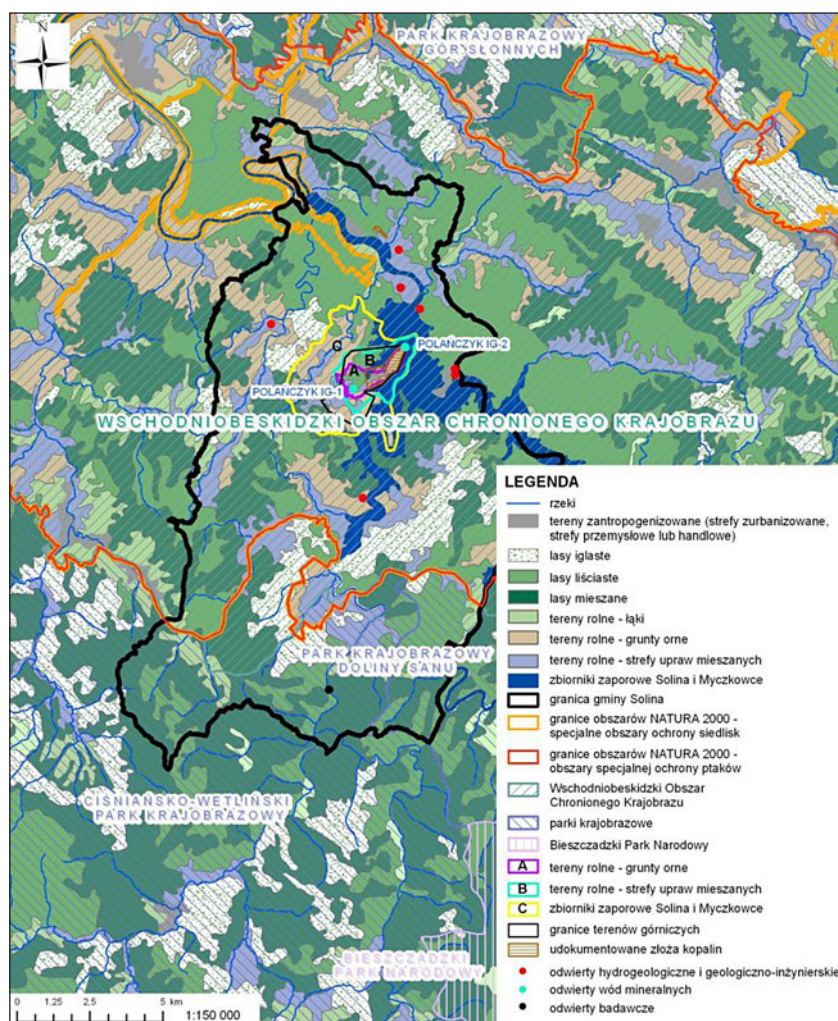 PARK KRAJOBRAZOWY
GÓR SŁONNYCH
N
C
B
A
POLAŃCZYK IG-2
POLAŃCZYK IG-1
WSCHODNIOBESKIDZKI OBSZAR CHRONIONEGO KRAJOBRAZU
PARK KRAJOBRAZOWY
DOLINY SANU
CIŚNIAŃSKO-WETLIŃSKI
PARK KRAJOBRAZOWY
BIESZCZADZKI
PARK NARODOWY
0 1.25 2.5 5 km
1:150 000
LEGENDA
rzeki
tereny zantropogenizowane (strefy zurbanizowane,
strefy przemysłowe lub handlowe)
lasy iglaste
lasy liściaste
lasy mieszane
tereny rolne - łąki
tereny rolne - grunty orne
tereny rolne - strefy upraw mieszanych
zbiorniki zaporowe Solina i Myczkowce
granica gminy Solina
granice obszarów NATURA 2000 -
specjalne obszary ochrony siedlisk
granice obszarów NATURA 2000 -
obszary specjalnej ochrony ptaków
Wschodniobeskidzki Obszar
Chronionego Krajobrazu
parki krajobrazowe
Bieszczadzki Park Narodowy
A tereny rolne - grunty orne
B tereny rolne - strefy upraw mieszanych
C zbiorniki zaporowe Solina i Myczkowce
granice terenów górniczych
udokumentowane złoża kopalin
odwierty hydrogeologiczne i geologiczno-inżynierskie
odwierty wód mineralnych
odwierty badawcze